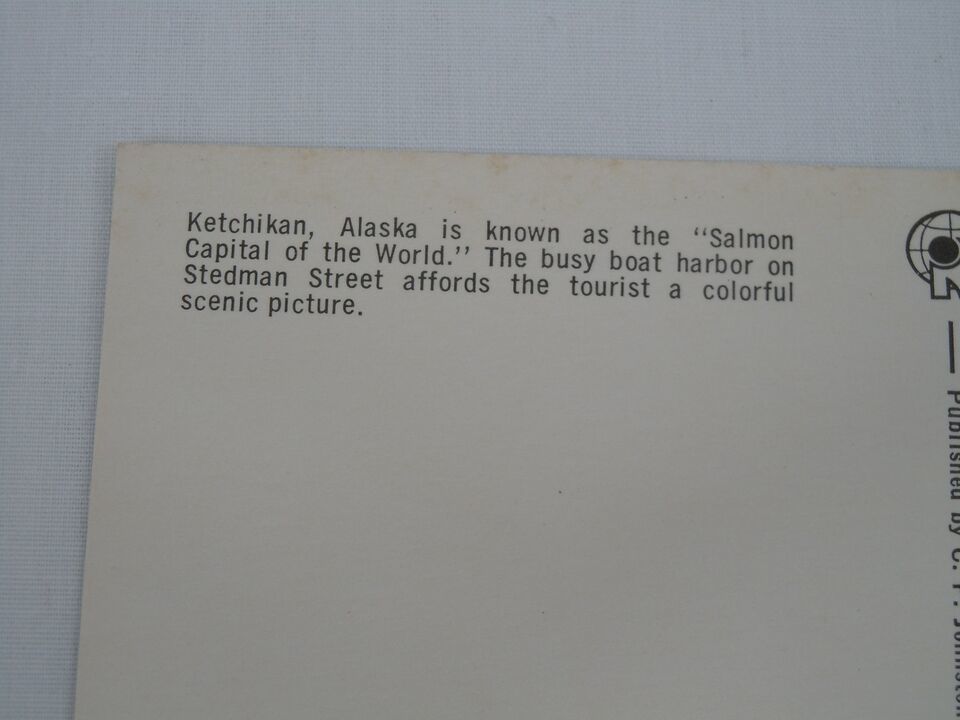 Ketchikan, Alaska is known as the “Salmon
Capital of the World.” The busy boat harbor on
Stedman Street affords the tourist a colorful
scenic picture.
— Published by C.